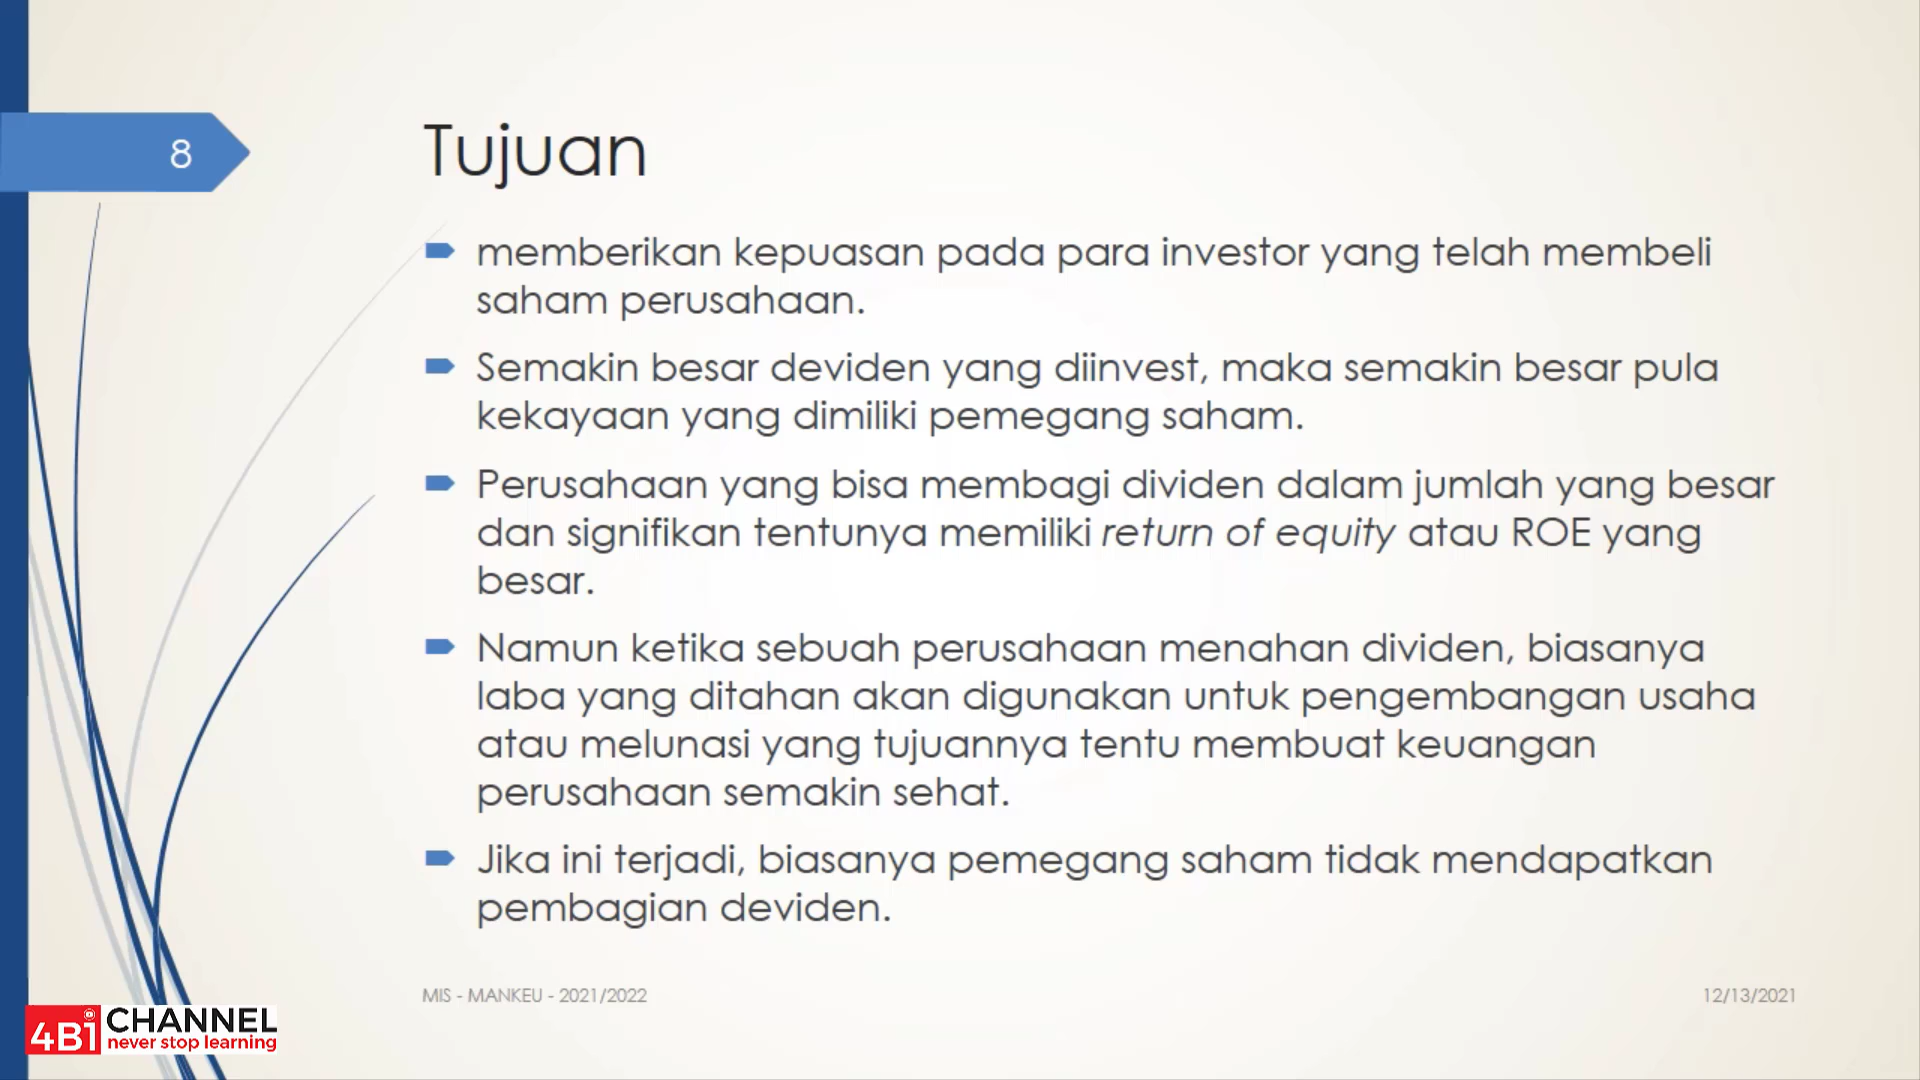 8
Tujuan
memberikan kepuasan pada para investor yang telah membeli
saham perusahaan.
Semakin besar deviden yang diinvest, maka semakin besar pula
kekayaan yang dimiliki pemegang saham.
Perusahaan yang bisa membagi dividen dalam jumlah yang besar
dan signifikan tentunya memiliki return of equity atau ROE yang
besar.
Namun ketika sebuah perusahaan menahan dividen, biasanya
laba yang ditahan akan digunakan untuk pengembangan usaha
atau melunasi yang tujuannya tentu membuat keuangan
perusahaan semakin sehat.
Jika ini terjadi, biasanya pemegang saham tidak mendapatkan
pembagian deviden.
MIS - MANKEU - 2021/2022
12/13/2021
4Bi CHANNEL
never stop learning